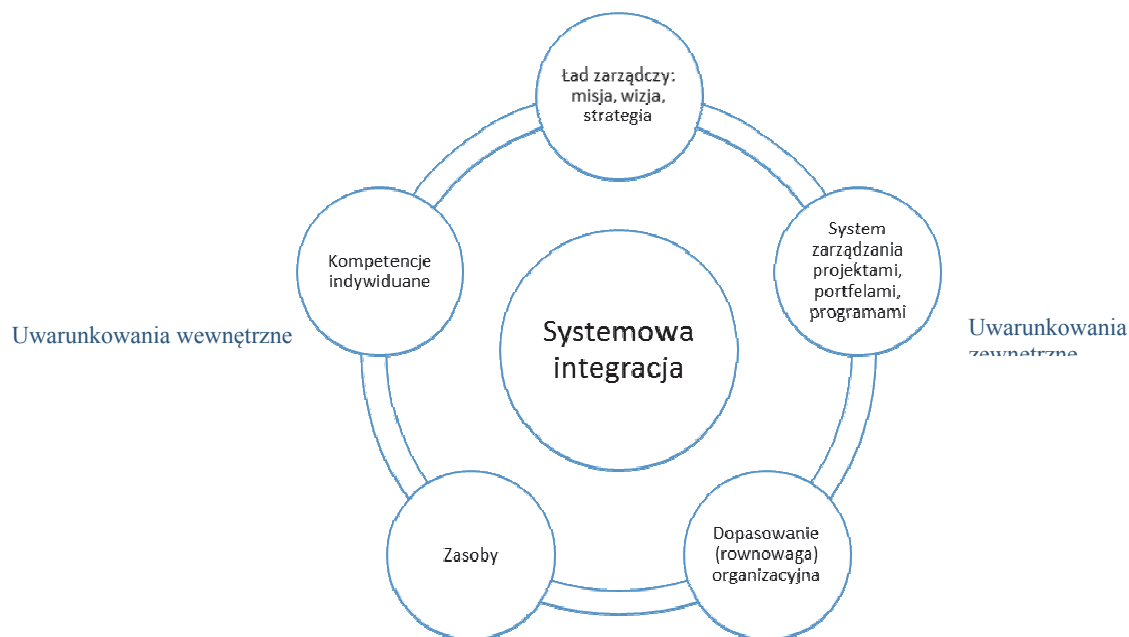 Ład zarządczy:
misja, wizja,
strategia
System
zarządzania
projektami,
portfelami,
programami
Kompetencje
indywiduane
Uwarunkowania wewnętrzne
Systemowa
integracja
Uwarunkowania
zewnętrzne
Dopasowanie
(rownowaga)
organizacyjna
Zasoby